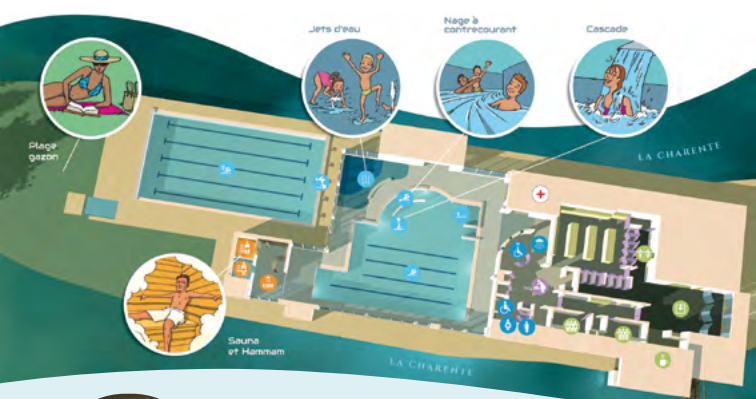 Jets d'eau
Nage à
contrecourant
Cascade
Plage
gazon
LA CHARENTE
Sauna
et Hammam
LA CHARENTE